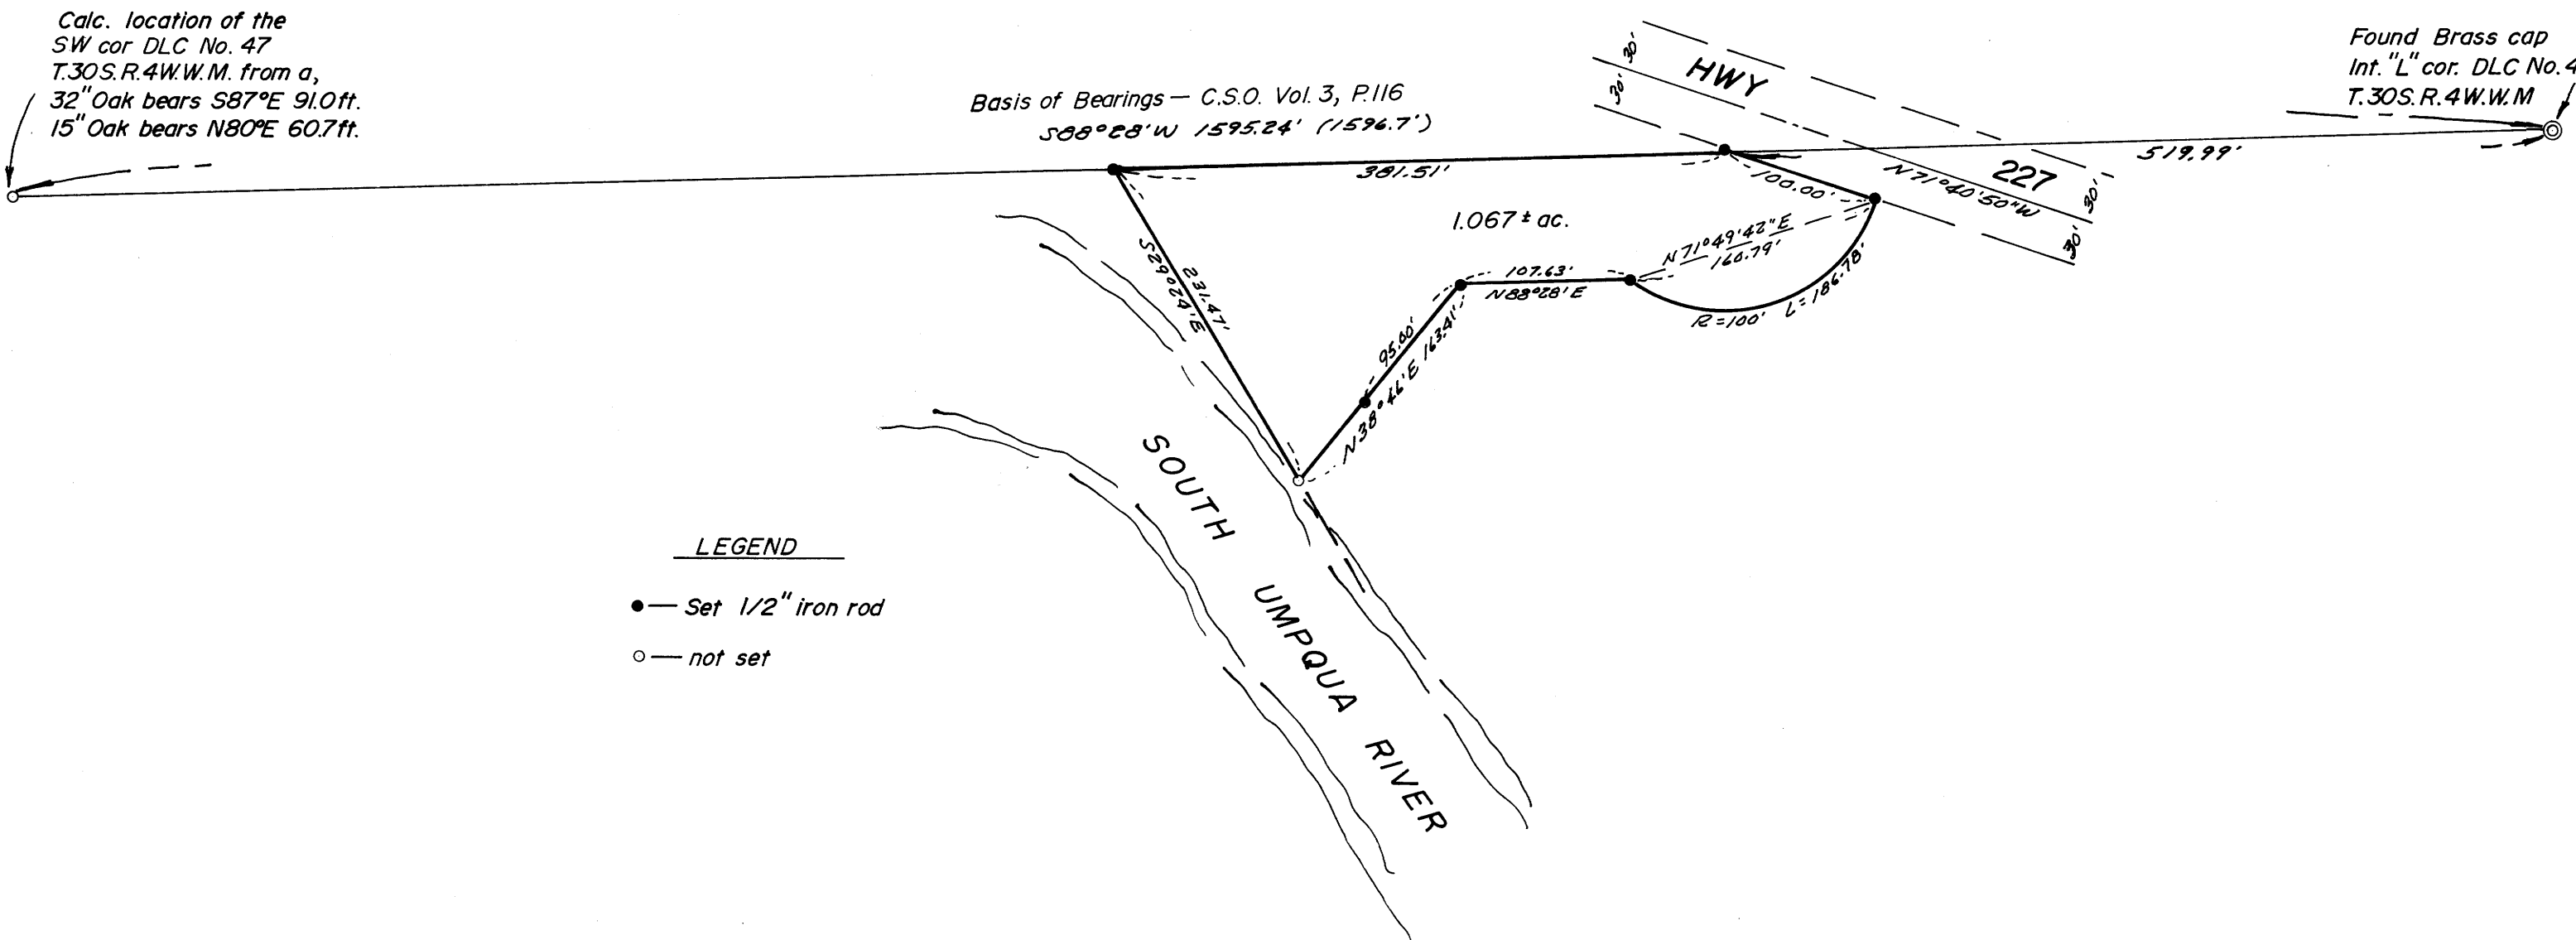 Calc. location of the
SW cor DLC No. 47
T.30S.R.4W.W.M. from a,
32" Oak bears S87°E 91.0ft.
15" Oak bears N80°E 60.7ft.
Basis of Bearings — C.S.O. Vol. 3, P.116
S88°28'W 1595.24' (1596.7')
30'
30'
HWY
227
30'
30'
Found Brass cap
Int. "L" cor. DLC No. 4
T.30S.R.4W.W.M
381.51'
519.99'
100.00'
N71°40'50"W
1.067± ac.
S29°24'E
231.47'
N71°49'42"E
160.79'
107.63'
N88°28'E
R=100'
L=186.78'
95.00'
N38°46'E 163.41'
SOUTH UMPQUA RIVER
LEGEND
— Set 1/2" iron rod
— not set